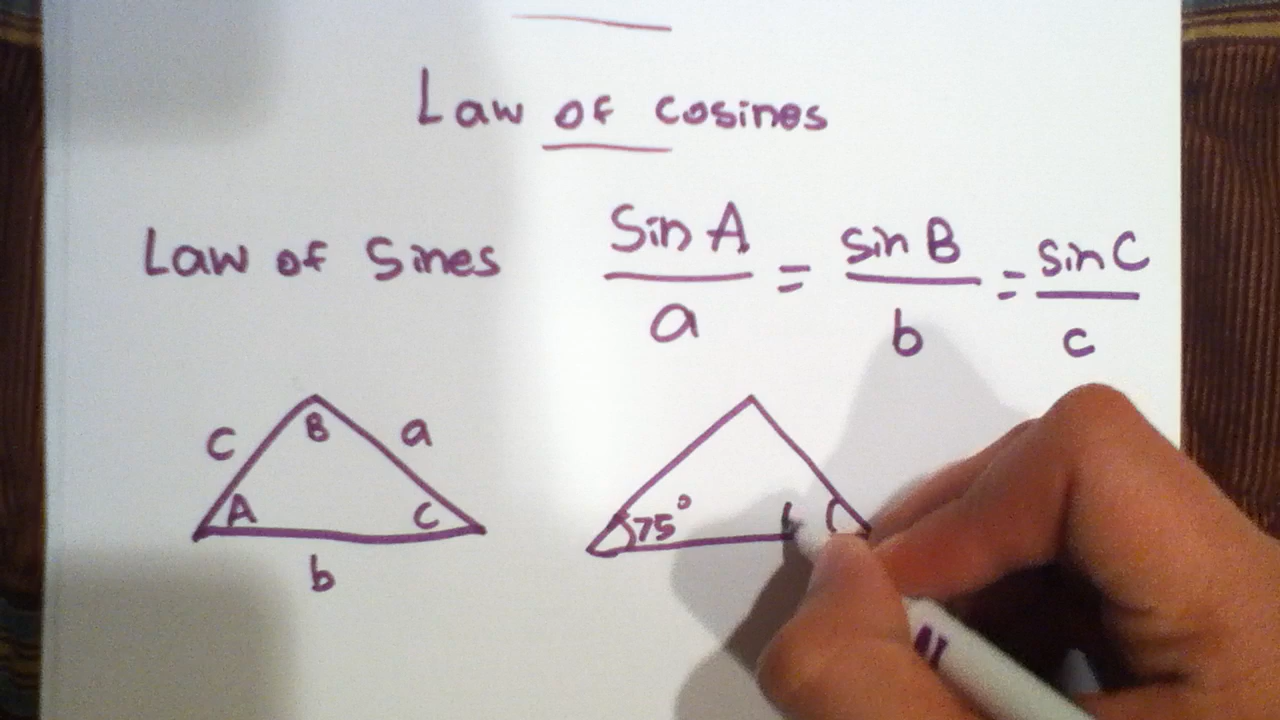 Law of cosines
Law of Sines
Sin A / a = sin B / b = sin C / c
B
c
a
A
C
b
75°